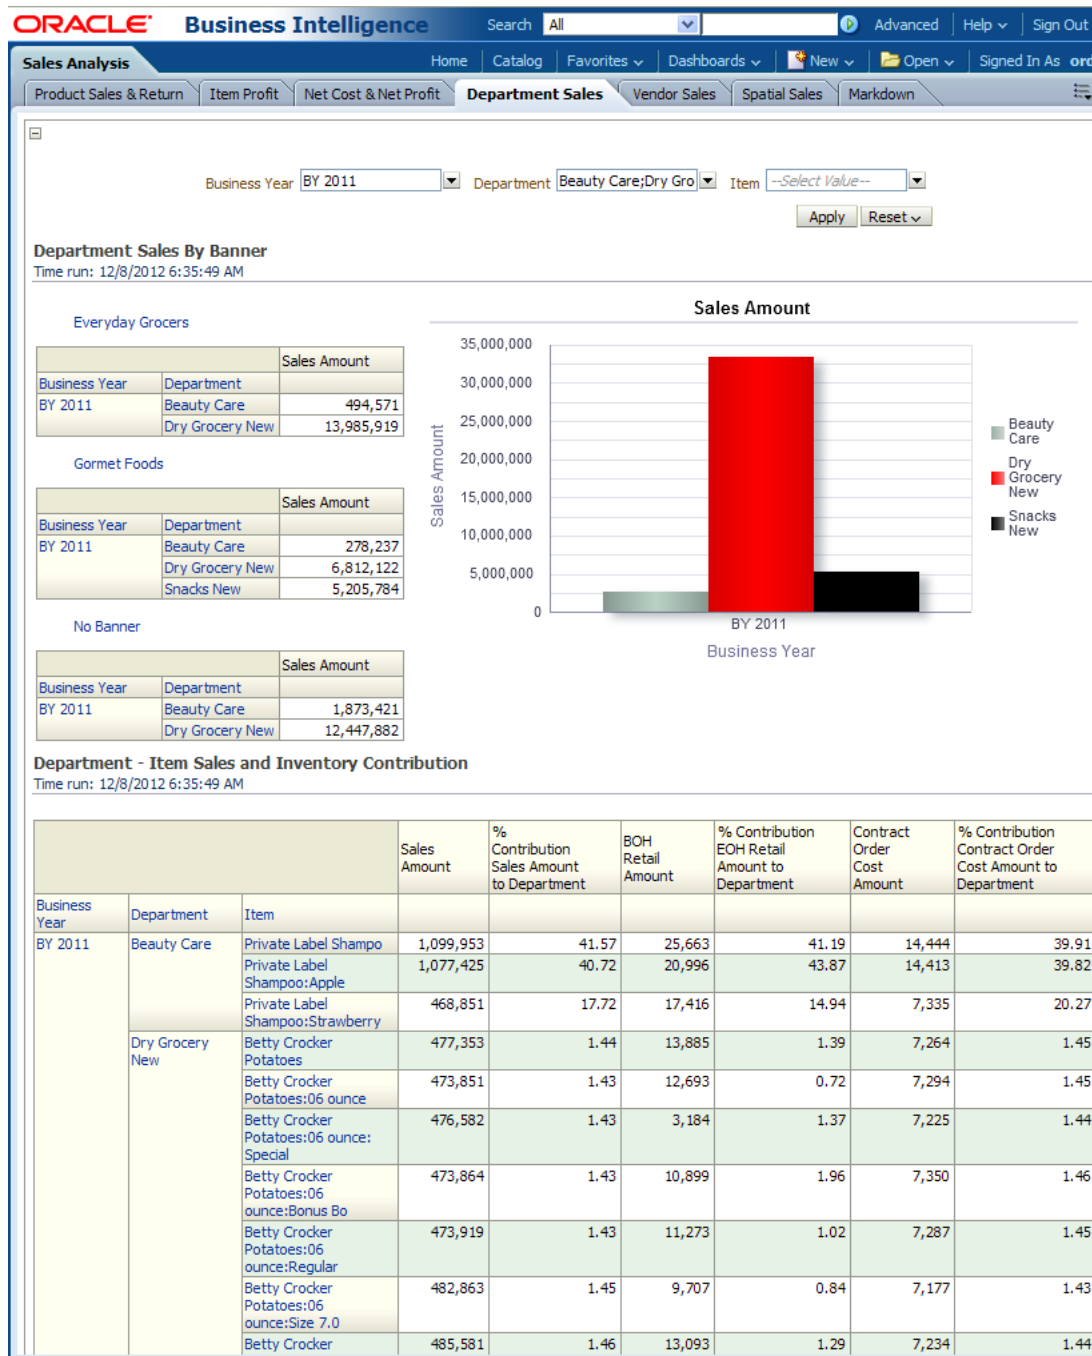 ORACLE Business Intelligence Search All Advanced Help Sign Out
Sales Analysis Home Catalog Favorites Dashboards New Open Signed In As ord
Product Sales & Return Item Profit Net Cost & Net Profit Department Sales Vendor Sales Spatial Sales Markdown
Business Year BY 2011 Department Beauty Care;Dry Gro Item --Select Value--
Apply Reset
Department Sales By Banner
Time run: 12/8/2012 6:35:49 AM
Everyday Grocers
Sales Amount
Business Year Department
BY 2011 Beauty Care 494,571
Dry Grocery New 13,985,919
Gormet Foods
Sales Amount
Business Year Department
BY 2011 Beauty Care 278,237
Dry Grocery New 6,812,122
Snacks New 5,205,784
No Banner
Sales Amount
Business Year Department
BY 2011 Beauty Care 1,873,421
Dry Grocery New 12,447,882
Sales Amount
Sales Amount
35,000,000
30,000,000
25,000,000
20,000,000
15,000,000
10,000,000
5,000,000
0
BY 2011
Business Year
Beauty
Care
Dry
Grocery
New
Snacks
New
Department - Item Sales and Inventory Contribution
Time run: 12/8/2012 6:35:49 AM
Sales
Amount
%
Contribution
Sales Amount
to Department
BOH
Retail
Amount
% Contribution
EOH Retail
Amount to
Department
Contract
Order
Cost
Amount
% Contribution
Contract Order
Cost Amount to
Department
Business
Year
Department
Item
BY 2011 Beauty Care Private Label Shampo 1,099,953 41.57 25,663 41.19 14,444 39.91
Private Label 1,077,425 40.72 20,996 43.87 14,413 39.82
Shampoo:Apple
Private Label 468,851 17.72 17,416 14.94 7,335 20.27
Shampoo:Strawberry
Dry Grocery Betty Crocker 477,353 1.44 13,885 1.39 7,264 1.45
New Potatoes
Betty Crocker 473,851 1.43 12,693 0.72 7,294 1.45
Potatoes:06 ounce
Betty Crocker 476,582 1.43 3,184 1.37 7,225 1.44
Potatoes:06 ounce:
Special
Betty Crocker 473,864 1.43 10,899 1.96 7,350 1.46
Potatoes:06
ounce:Bonus Bo
Betty Crocker 473,919 1.43 11,273 1.02 7,287 1.45
Potatoes:06
ounce:Regular
Betty Crocker 482,863 1.45 9,707 0.84 7,177 1.43
Potatoes:06
ounce:Size 7.0
Betty Crocker 485,581 1.46 13,093 1.29 7,234 1.44